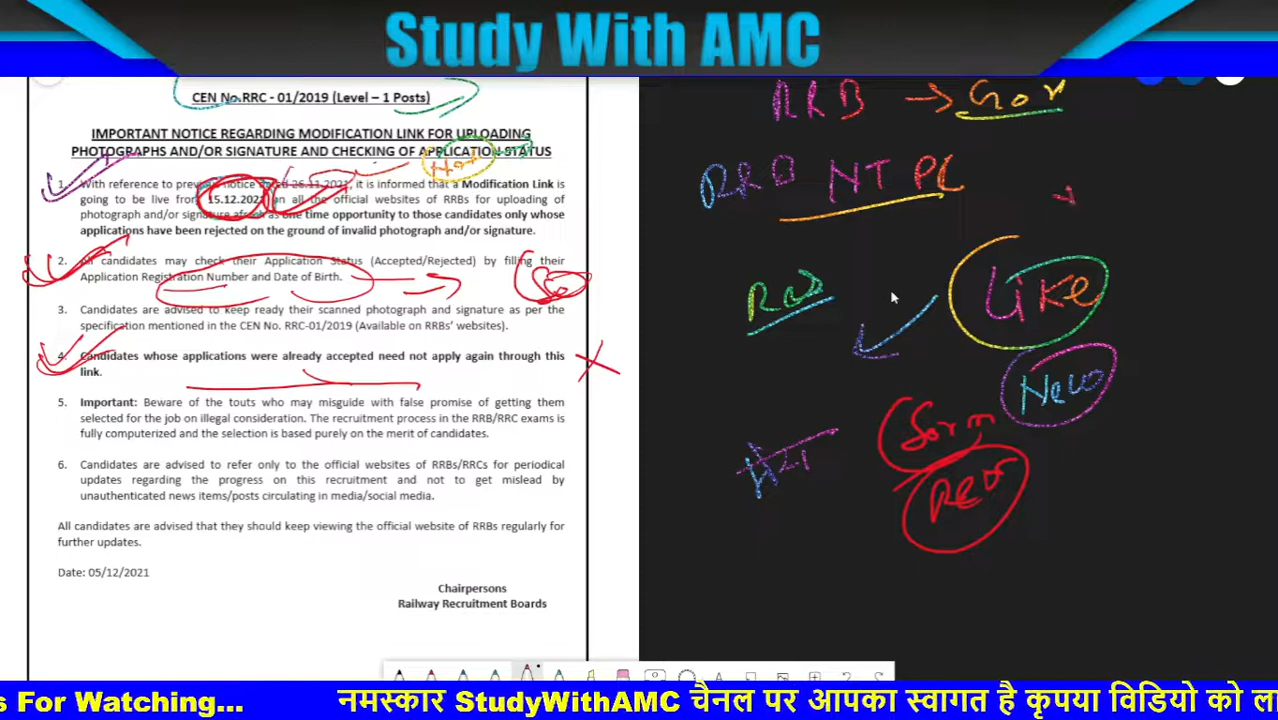 Study With AMC
CEN No.RRC - 01/2019 (Level – 1 Posts)
IMPORTANT NOTICE REGARDING MODIFICATION LINK FOR UPLOADING
PHOTOGRAPHS AND/OR SIGNATURE AND CHECKING OF APPLICATION STATUS
1. With reference to previous notice dated 26.11.2021, it is informed that a Modification Link is
going to be live from 15.12.2021 on all the official websites of RRBs for uploading of
photograph and/or signature afresh as one time opportunity to those candidates only whose
applications have been rejected on the ground of invalid photograph and/or signature.
2. All candidates may check their Application Status (Accepted/Rejected) by filling their
Application Registration Number and Date of Birth.
3. Candidates are advised to keep ready their scanned photograph and signature as per the
specification mentioned in the CEN No. RRC-01/2019 (Available on RRBs' websites).
4. Candidates whose applications were already accepted need not apply again through this
link.
5. Important: Beware of the touts who may misguide with false promise of getting them
selected for the job on illegal consideration. The recruitment process in the RRB/RRC exams is
fully computerized and the selection is based purely on the merit of candidates.
6. Candidates are advised to refer only to the official websites of RRBs/RRCs for periodical
updates regarding the progress on this recruitment and not to get mislead by
unauthenticated news items/posts circulating in media/social media.
All candidates are advised that they should keep viewing the official website of RRBs regularly for
further updates.
Date: 05/12/2021
Chairpersons
Railway Recruitment Boards
RRB → Gov
RRB NTPC
Like
New
form
s For Watching...
नमस्कार StudyWithAMC चैनल पर आपका स्वागत है कृपया विडियो को ला